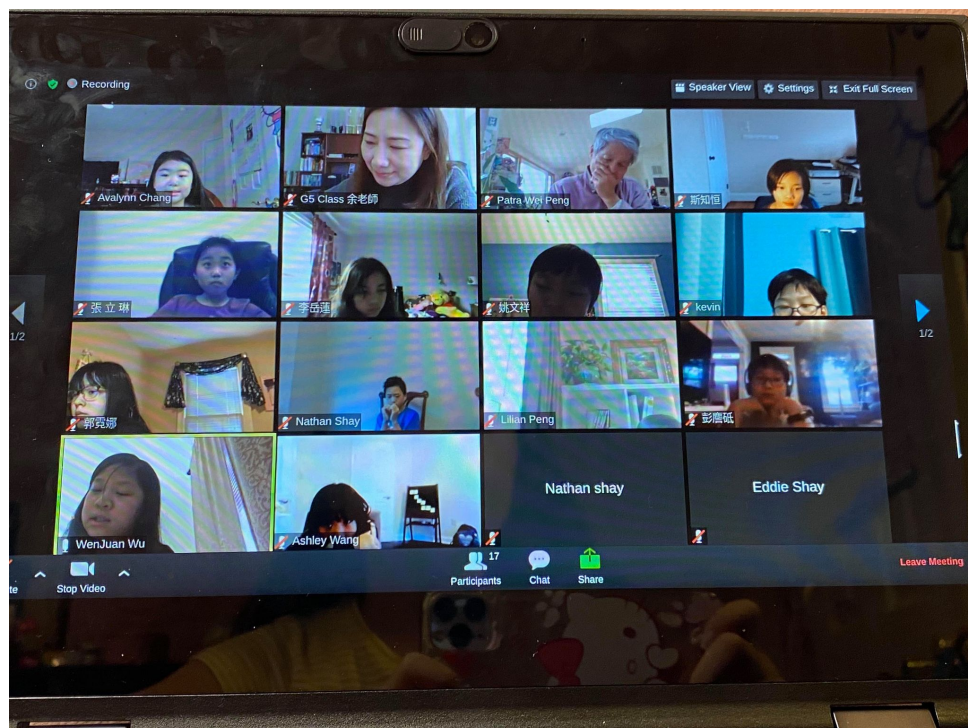 Recording
Speaker View
Settings
Exit Full Screen
Avalynn Chang
G5 Class 余老師
Patra Wei Peng
斯知恒
張 立 琳
李岳蓮
姚文祥
kevin
1/2
1/2
郭霓娜
Nathan Shay
Lilian Peng
WenJuan Wu
Ashley Wang
Nathan shay
Eddie Shay
te
Stop Video
17
Participants
Chat
Share
Leave Meeting